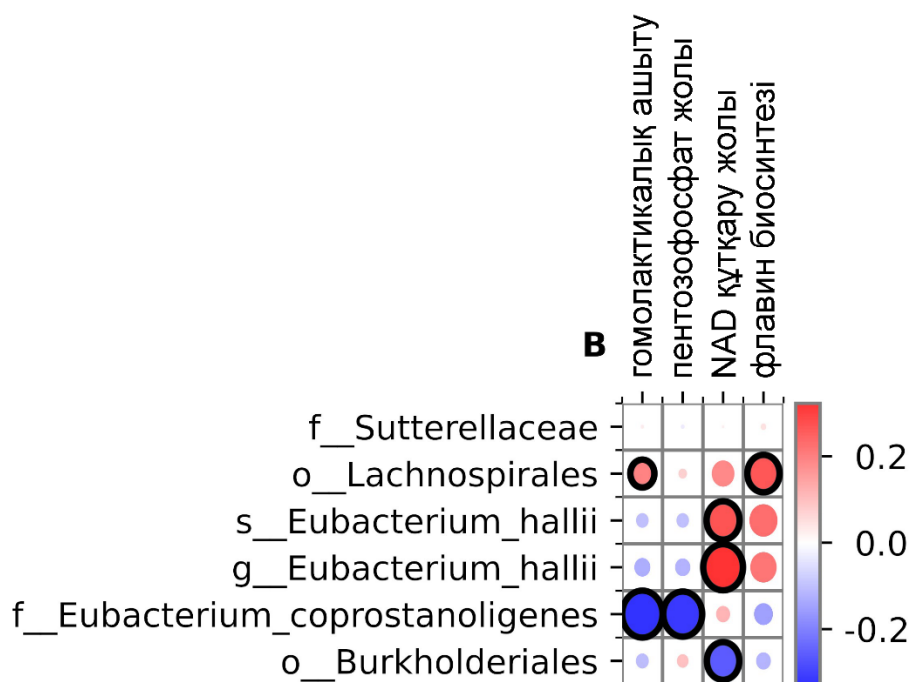 гомолактикалық ашыту
пентозофосфат жолы
NAD құтқару жолы
флавин биосинтезі
B
f__Sutterellaceae
o__Lachnospirales
s__Eubacterium_hallii
g__Eubacterium_hallii
f__Eubacterium_coprostanoligenes
o__Burkholderiales
0.2
0.0
-0.2